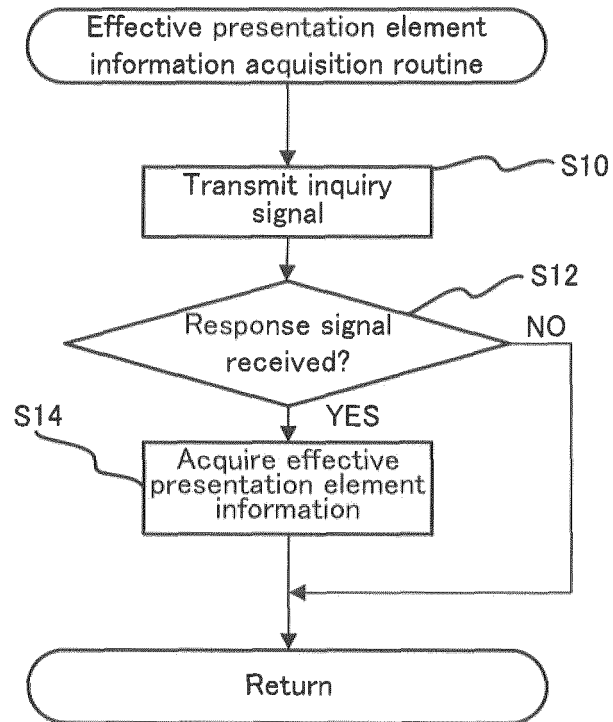 Effective presentation element
information acquisition routine
S10
Transmit inquiry
signal
S12
Response signal
received?
NO
YES
S14
Acquire effective
presentation element
information
Return